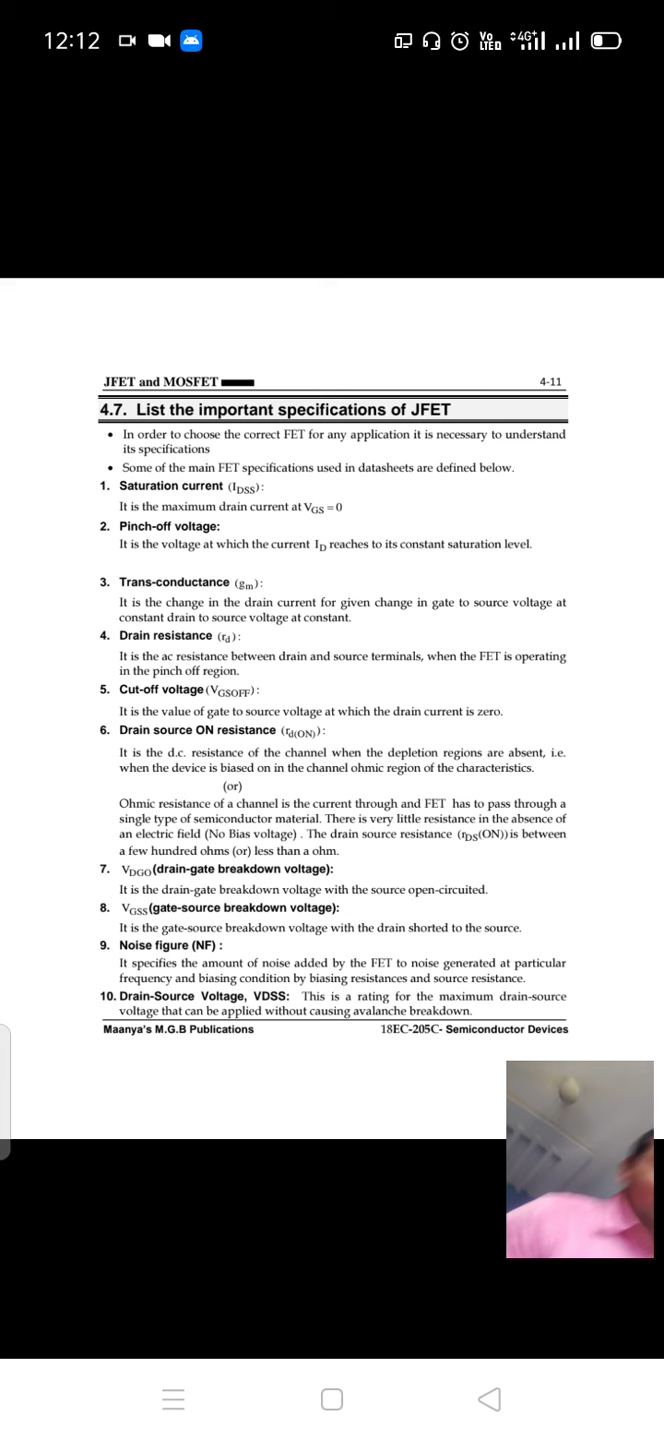 12:12
Vo
LTED
4G+
JFET and MOSFET
4-11
4.7. List the important specifications of JFET
• In order to choose the correct FET for any application it is necessary to understand
its specifications
• Some of the main FET specifications used in datasheets are defined below.
1. Saturation current (IDSS):
It is the maximum drain current at VGS = 0
2. Pinch-off voltage:
It is the voltage at which the current ID reaches to its constant saturation level.
3. Trans-conductance (gm):
It is the change in the drain current for given change in gate to source voltage at
constant drain to source voltage at constant.
4. Drain resistance (rd):
It is the ac resistance between drain and source terminals, when the FET is operating
in the pinch off region.
5. Cut-off voltage (VGSOFF):
It is the value of gate to source voltage at which the drain current is zero.
6. Drain source ON resistance (rd(ON)):
It is the d.c. resistance of the channel when the depletion regions are absent, i.e.
when the device is biased on in the channel ohmic region of the characteristics.
(or)
Ohmic resistance of a channel is the current through and FET has to pass through a
single type of semiconductor material. There is very little resistance in the absence of
an electric field (No Bias voltage) . The drain source resistance (rDS(ON)) is between
a few hundred ohms (or) less than a ohm.
7. VDGO(drain-gate breakdown voltage):
It is the drain-gate breakdown voltage with the source open-circuited.
8. VGSS(gate-source breakdown voltage):
It is the gate-source breakdown voltage with the drain shorted to the source.
9. Noise figure (NF) :
It specifies the amount of noise added by the FET to noise generated at particular
frequency and biasing condition by biasing resistances and source resistance.
10. Drain-Source Voltage, VDSS: This is a rating for the maximum drain-source
voltage that can be applied without causing avalanche breakdown.
Maanya's M.G.B Publications
18EC-205C- Semiconductor Devices